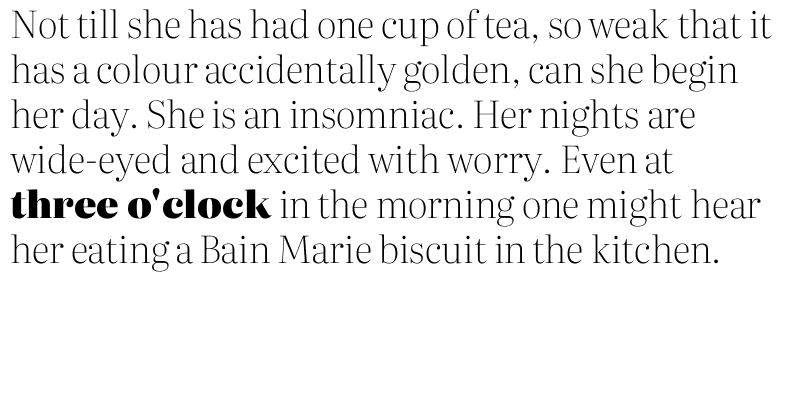 Not till she has had one cup of tea, so weak that it
has a colour accidentally golden, can she begin
her day. She is an insomniac. Her nights are
wide-eyed and excited with worry. Even at
three o'clock in the morning one might hear
her eating a Bain Marie biscuit in the kitchen.